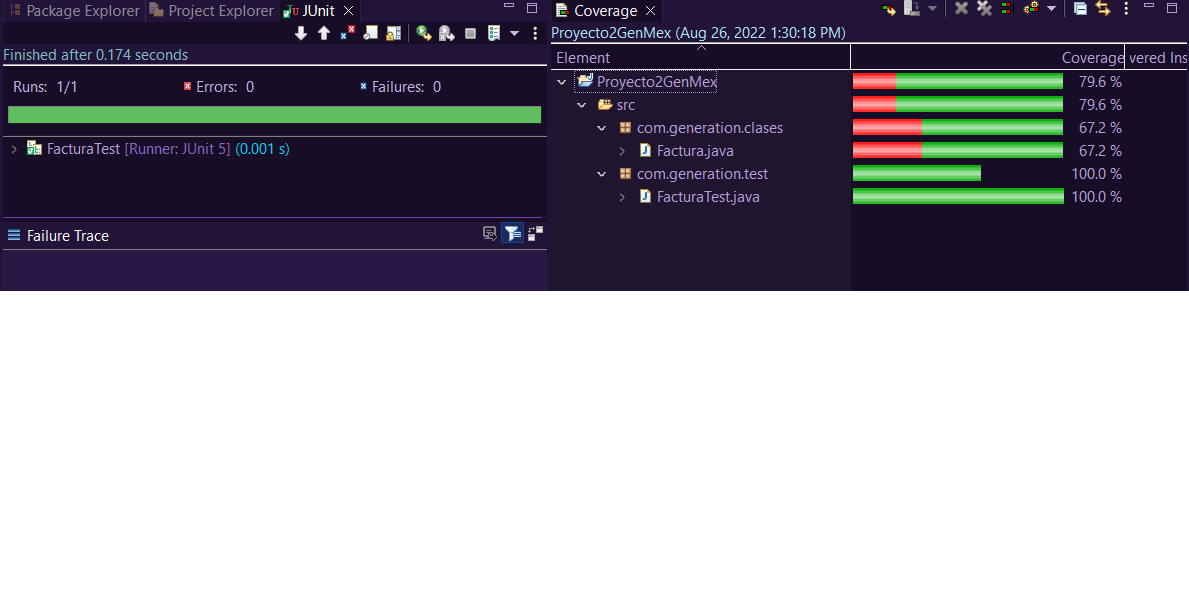 Package Explorer Project Explorer JUnit
Finished after 0.174 seconds
Runs: 1/1 Errors: 0 Failures: 0
FacturaTest [Runner: JUnit 5] (0.001 s)
Failure Trace
Coverage
Proyecto2GenMex (Aug 26, 2022 1:30:18 PM)
Element Coverage vered Ins
Proyecto2GenMex 79.6 %
src 79.6 %
com.generation.clases 67.2 %
Factura.java 67.2 %
com.generation.test 100.0 %
FacturaTest.java 100.0 %